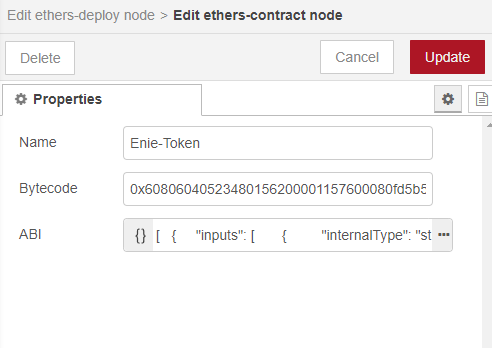 Edit ethers-deploy node > Edit ethers-contract node
Delete Cancel Update
Properties
Name Enie-Token
Bytecode 0x60806040523480156200001157600080fd5b5
ABI {} [ { "inputs": [ { "internalType": "st ...